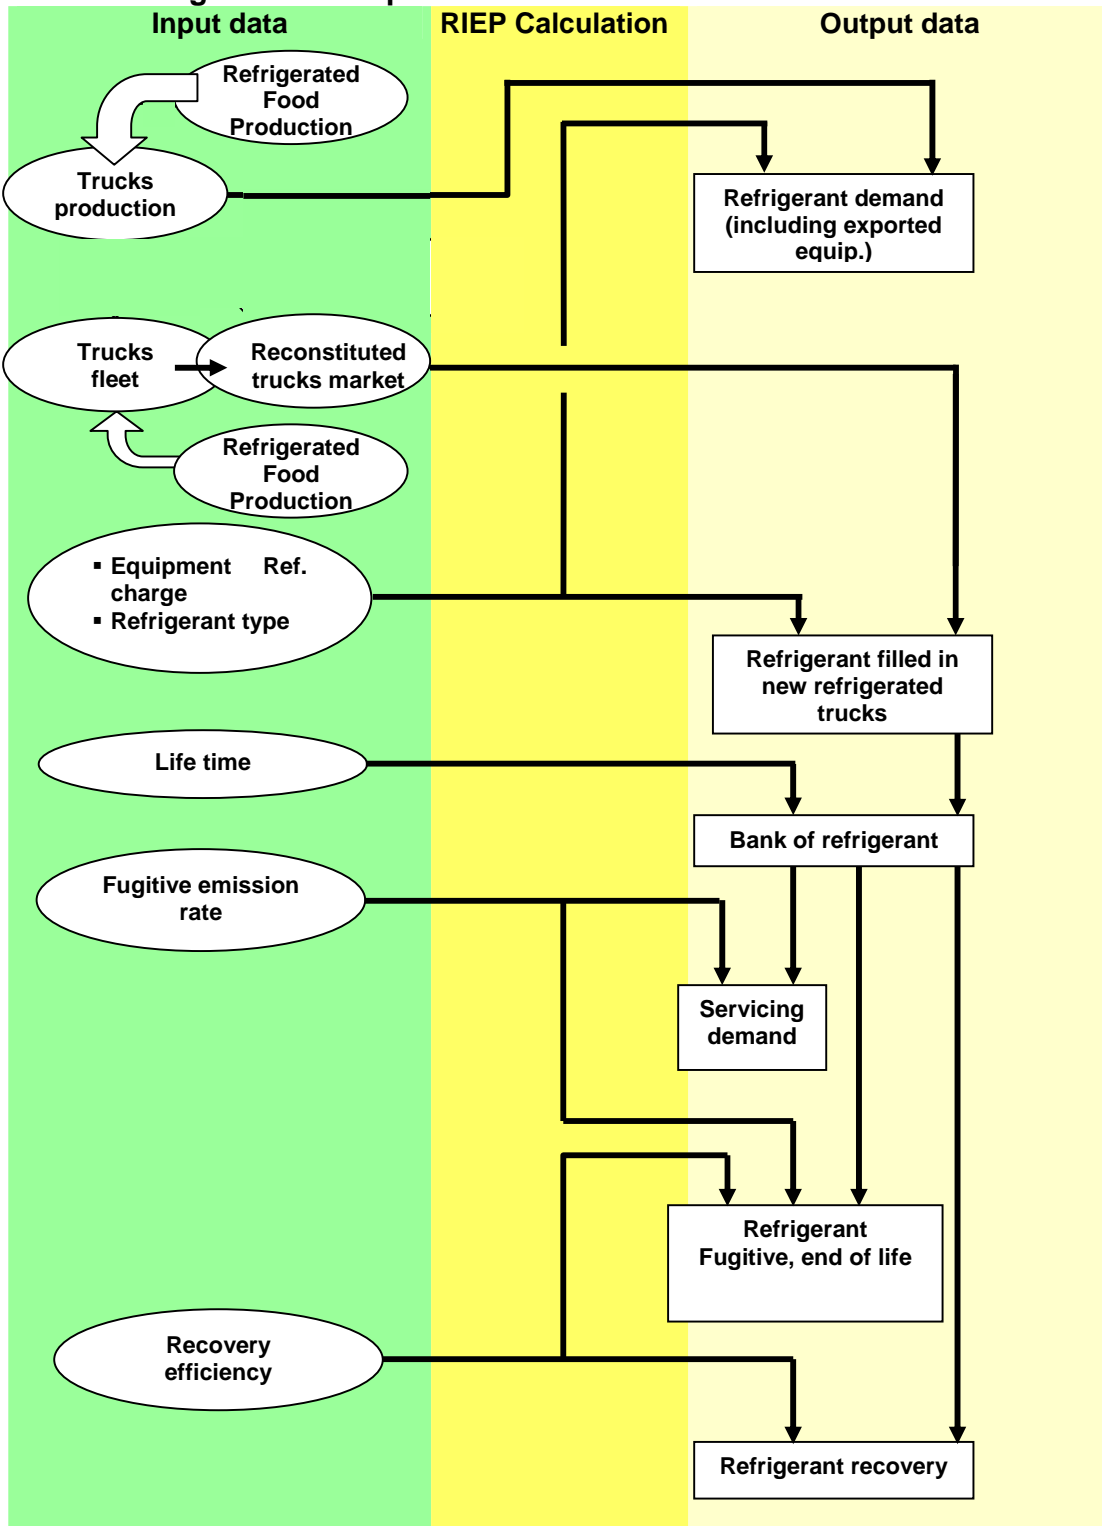 Input data
RIEP Calculation
Output data
Refrigerated
Food
Production
Trucks
production
Refrigerant demand
(including exported
equip.)
Trucks
fleet
Reconstituted
trucks market
Refrigerated
Food
Production
▪ Equipment Ref.
charge
▪ Refrigerant type
Refrigerant filled in
new refrigerated
trucks
Life time
Bank of refrigerant
Fugitive emission
rate
Servicing
demand
Refrigerant
Fugitive, end of life
Recovery
efficiency
Refrigerant recovery